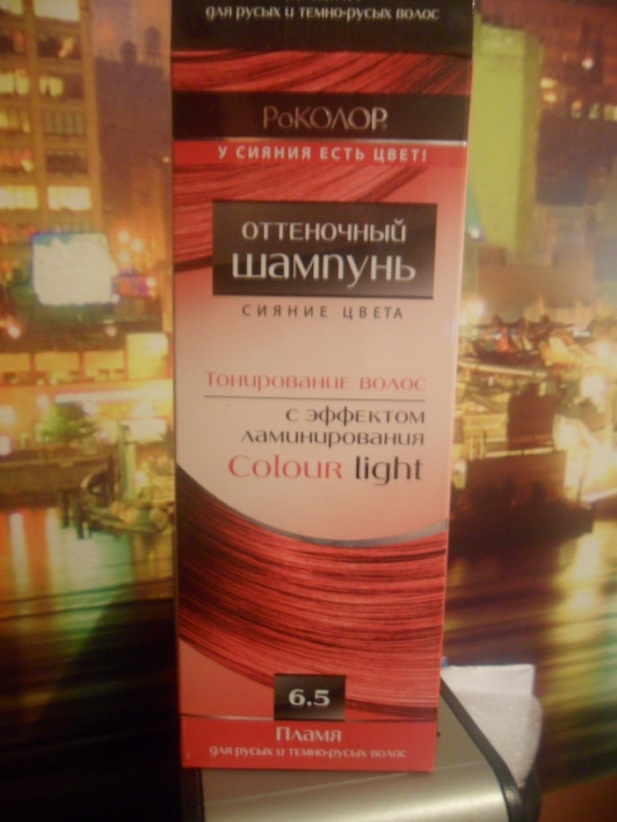 для русых и темно-русых волос
РоКОЛОР
У СИЯНИЯ ЕСТЬ ЦВЕТ!
ОТТЕНОЧНЫЙ
ШАМПУНЬ
СИЯНИЕ ЦВЕТА
Тонирование волос
с эффектом
ламинирования
Colour light
6.5
Пламя
для русых и темно-русых волос